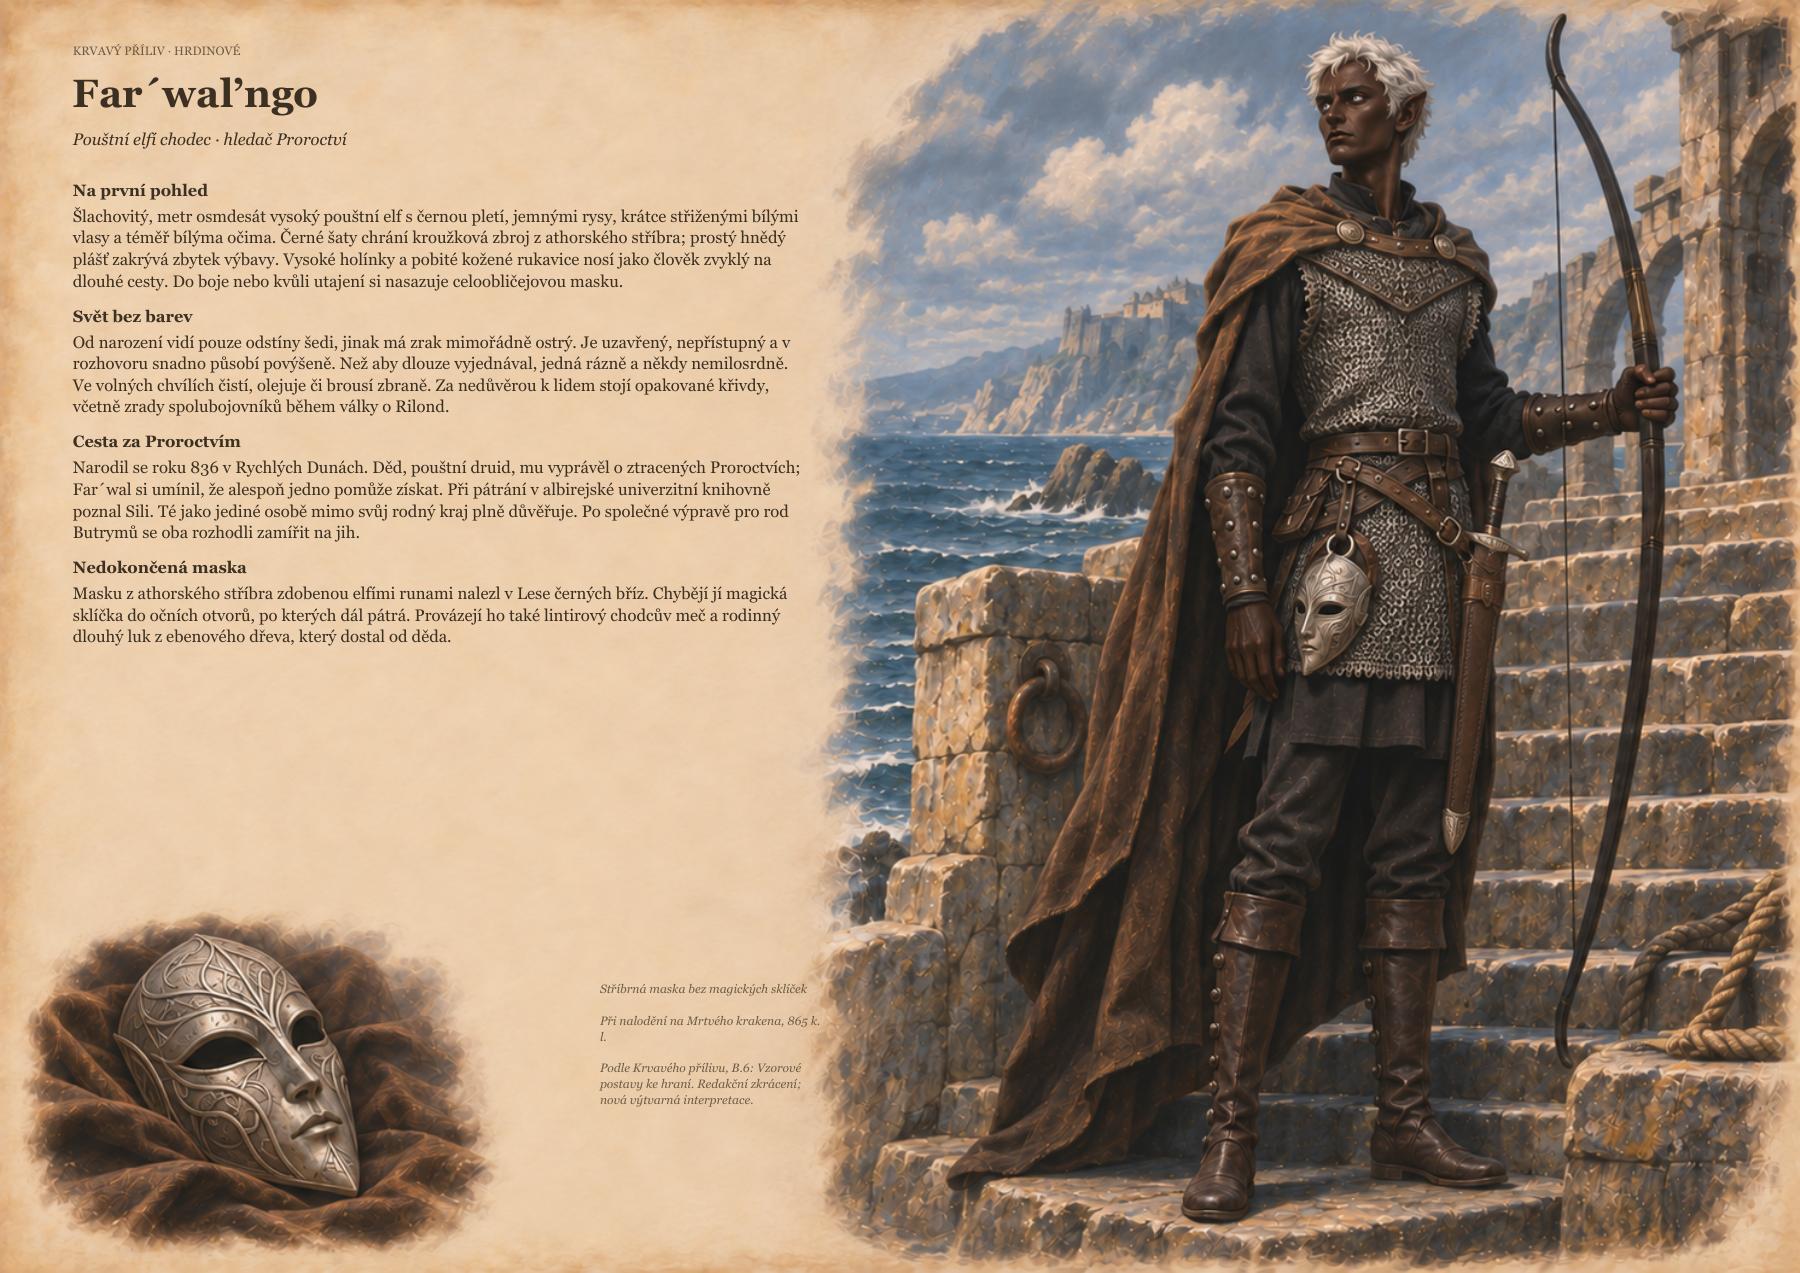 KRVAVÝ PŘÍLIV · HRDINOVÉ
Far´wal’ngo
Pouštní elfí chodec · hledač Proroctví
Na první pohled
Šlachovitý, metr osmdesát vysoký pouštní elf s černou pletí, jemnými rysy, krátce střiženými bílými
vlasy a téměř bílýma očima. Černé šaty chrání kroužková zbroj z athorského stříbra; prostý hnědý
plášť zakrývá zbytek výbavy. Vysoké holínky a pobité kožené rukavice nosí jako člověk zvyklý na
dlouhé cesty. Do boje nebo kvůli utajení si nasazuje celoobličejovou masku.
Svět bez barev
Od narození vidí pouze odstíny šedi, jinak má zrak mimořádně ostrý. Je uzavřený, nepřístupný a v
rozhovoru snadno působí povýšeně. Než aby dlouze vyjednával, jedná rázně a někdy nemilosrdně.
Ve volných chvílích čistí, olejuje či brousí zbraně. Za nedůvěrou k lidem stojí opakované křivdy,
včetně zrady spolubojovníků během války o Rilond.
Cesta za Proroctvím
Narodil se roku 836 v Rychlých Dunách. Děd, pouštní druid, mu vyprávěl o ztracených Proroctvích;
Far´wal si umínil, že alespoň jedno pomůže získat. Při pátrání v albirejské univerzitní knihovně
poznal Sili. Té jako jediné osobě mimo svůj rodný kraj plně důvěřuje. Po společné výpravě pro rod
Butrymů se oba rozhodli zamířit na jih.
Nedokončená maska
Masku z athorského stříbra zdobenou elfími runami nalezl v Lese černých bříz. Chybějí jí magická
sklíčka do očních otvorů, po kterých dál pátrá. Provázejí ho také lintirový chodcův meč a rodinný
dlouhý luk z ebenového dřeva, který dostal od děda.
Stříbrná maska bez magických sklíček
Při nalodění na Mrtvého krakena, 865 k.
l.
Podle Krvavého přílivu, B.6: Vzorové
postavy ke hraní. Redakční zkrácení;
nová výtvarná interpretace.